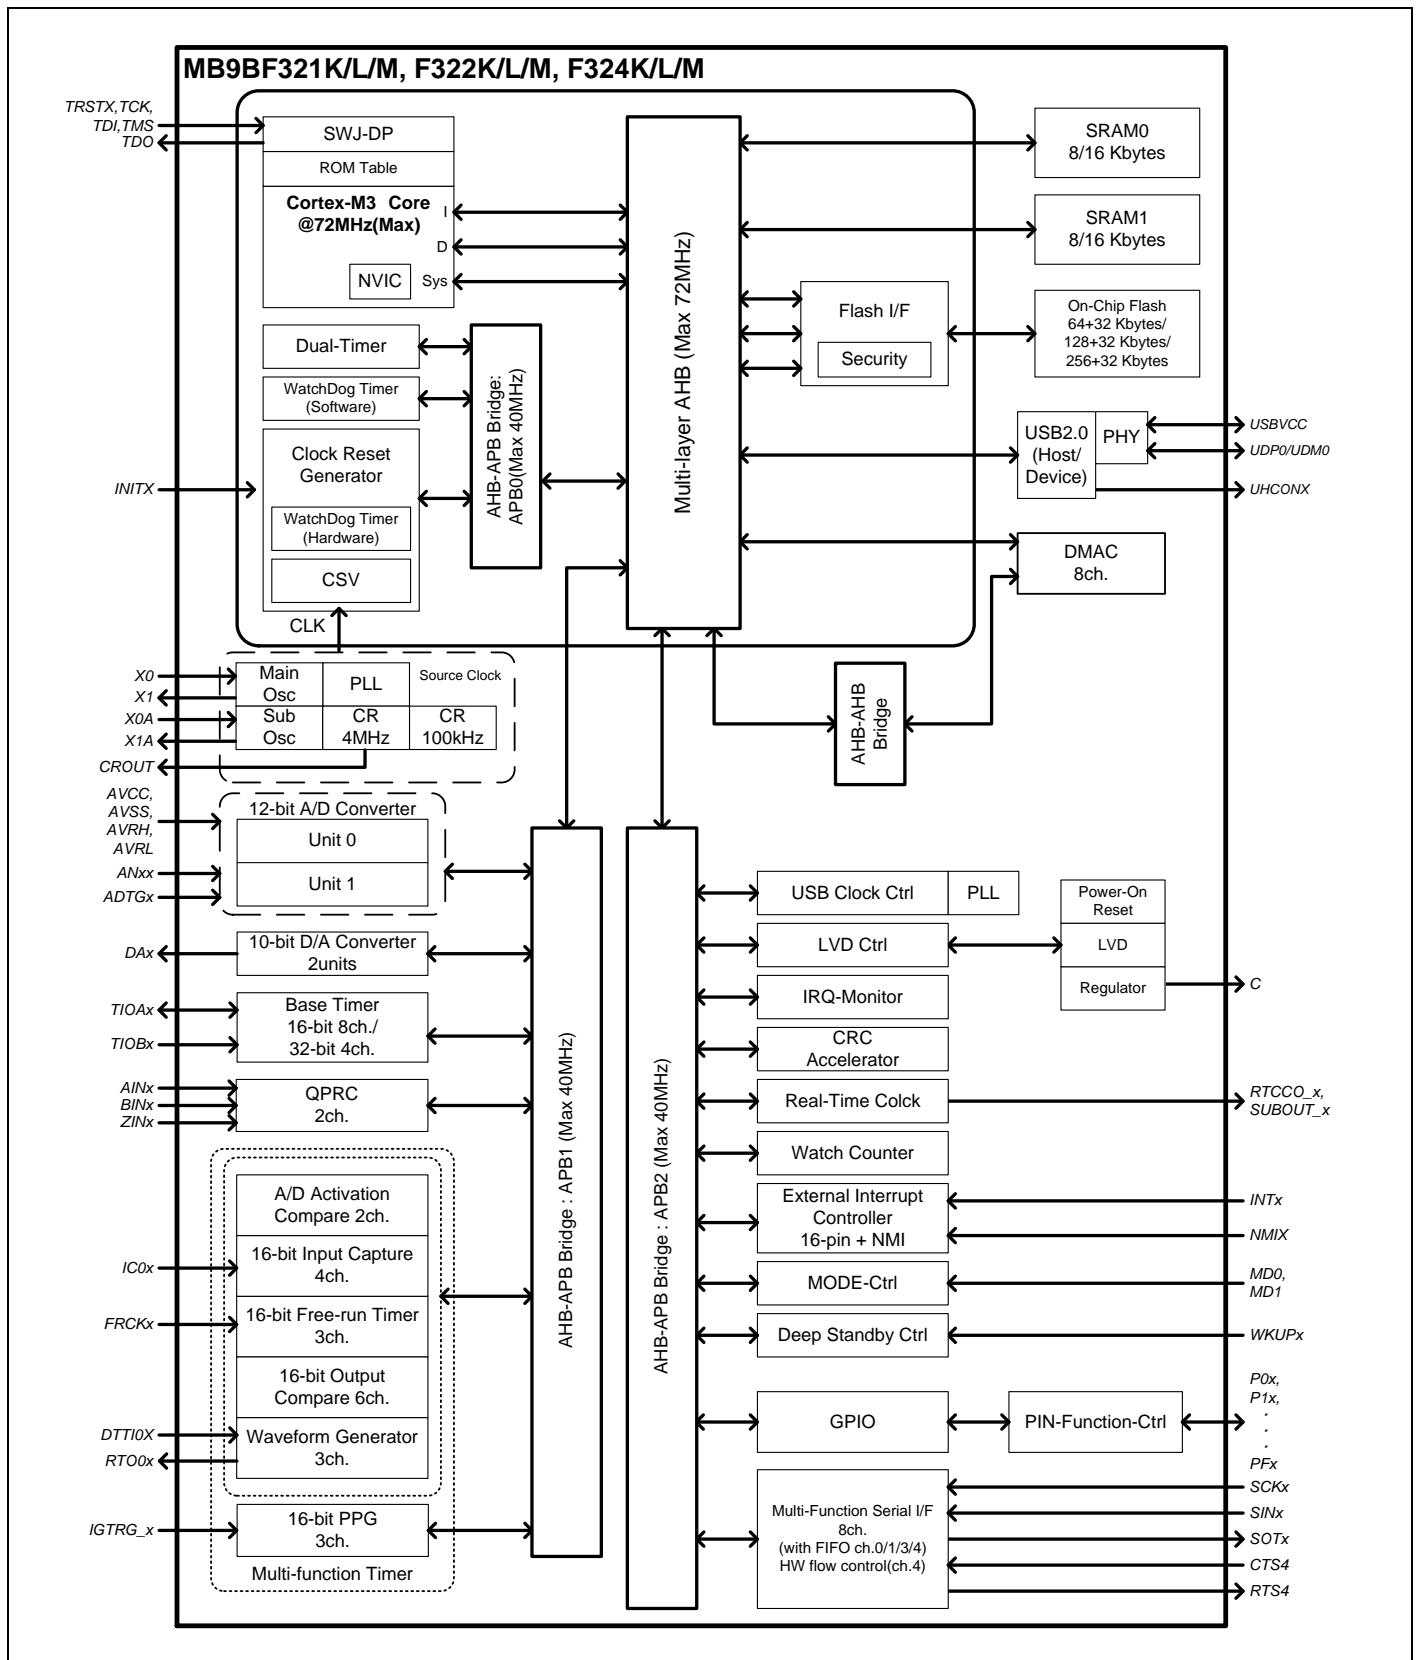 MB9BF321K/L/M, F322K/L/M, F324K/L/M
TRSTX,TCK,
TDI,TMS
TDO
SWJ-DP
ROM Table
Cortex-M3 Core
@72MHz(Max)
I
D
Sys
NVIC
Dual-Timer
WatchDog Timer
(Software)
Clock Reset
Generator
INITX
WatchDog Timer
(Hardware)
CSV
CLK
AHB-APB Bridge:
APB0(Max 40MHz)
Multi-layer AHB (Max 72MHz)
SRAM0
8/16 Kbytes
SRAM1
8/16 Kbytes
Flash I/F
Security
On-Chip Flash
64+32 Kbytes/
128+32 Kbytes/
256+32 Kbytes
USB2.0
(Host/
Device)
PHY
USBVCC
UDP0/UDM0
UHCONX
DMAC
8ch.
AHB-AHB
Bridge
X0
X1
X0A
X1A
CROUT
Main
Osc
PLL
Source Clock
Sub
Osc
CR
4MHz
CR
100kHz
AVCC,
AVSS,
AVRH,
AVRL
ANxx
ADTGx
12-bit A/D Converter
Unit 0
Unit 1
DAx
10-bit D/A Converter
2units
TIOAx
TIOBx
Base Timer
16-bit 8ch./
32-bit 4ch.
AINx
BINx
ZINx
QPRC
2ch.
A/D Activation
Compare 2ch.
IC0x
16-bit Input Capture
4ch.
FRCKx
16-bit Free-run Timer
3ch.
16-bit Output
Compare 6ch.
DTTI0X
RTO0x
Waveform Generator
3ch.
IGTRG_x
16-bit PPG
3ch.
Multi-function Timer
AHB-APB Bridge : APB1 (Max 40MHz)
AHB-APB Bridge : APB2 (Max 40MHz)
USB Clock Ctrl
PLL
LVD Ctrl
Power-On
Reset
LVD
Regulator
C
IRQ-Monitor
CRC
Accelerator
Real-Time Colck
RTCCO_x,
SUBOUT_x
Watch Counter
External Interrupt
Controller
16-pin + NMI
INTx
NMIX
MODE-Ctrl
MD0,
MD1
Deep Standby Ctrl
WKUPx
GPIO
PIN-Function-Ctrl
P0x,
P1x,
.
.
.
PFx
Multi-Function Serial I/F
8ch.
(with FIFO ch.0/1/3/4)
HW flow control(ch.4)
SCKx
SINx
SOTx
CTS4
RTS4